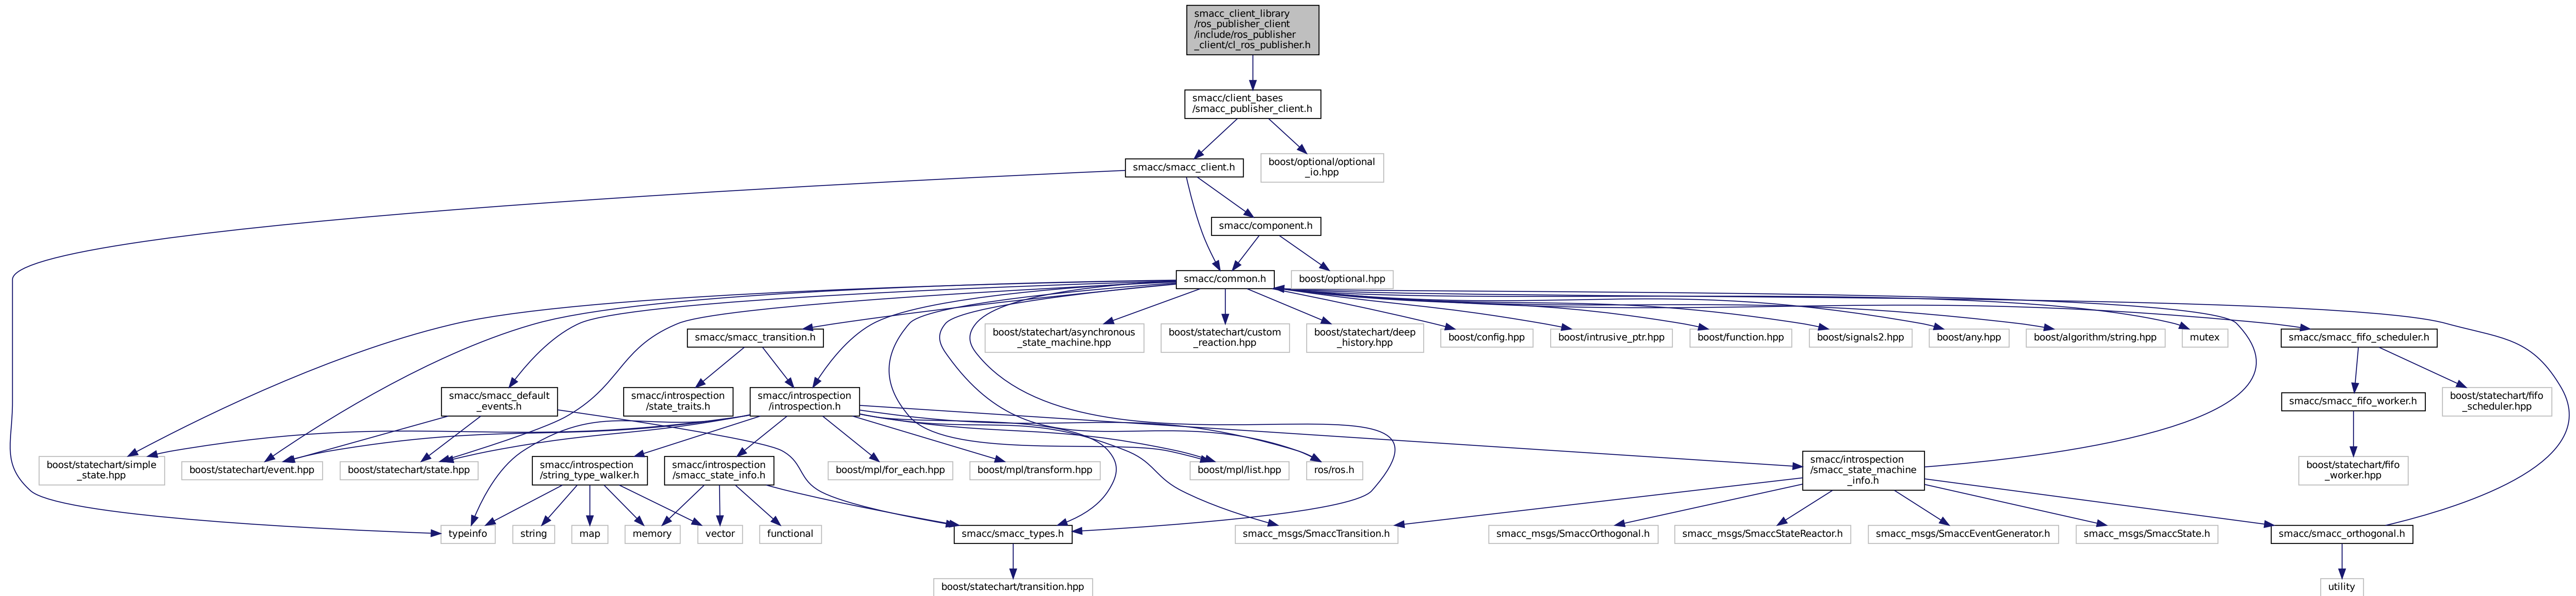 smacc_client_library
/ros_publisher_client
/include/ros_publisher
_client/cl_ros_publisher.h
smacc/client_bases
/smacc_publisher_client.h
smacc/smacc_client.h
boost/optional/optional
_io.hpp
smacc/component.h
smacc/common.h
boost/optional.hpp
smacc/smacc_transition.h
boost/statechart/asynchronous
_state_machine.hpp
boost/statechart/custom
_reaction.hpp
boost/statechart/deep
_history.hpp
boost/config.hpp
boost/intrusive_ptr.hpp
boost/function.hpp
boost/signals2.hpp
boost/any.hpp
boost/algorithm/string.hpp
mutex
smacc/smacc_fifo_scheduler.h
smacc/smacc_default
_events.h
smacc/introspection
/state_traits.h
smacc/introspection
/introspection.h
smacc/smacc_fifo_worker.h
boost/statechart/fifo
_scheduler.hpp
boost/statechart/simple
_state.hpp
boost/statechart/event.hpp
boost/statechart/state.hpp
smacc/introspection
/string_type_walker.h
smacc/introspection
/smacc_state_info.h
boost/mpl/for_each.hpp
boost/mpl/transform.hpp
boost/mpl/list.hpp
ros/ros.h
smacc/introspection
/smacc_state_machine
_info.h
boost/statechart/fifo
_worker.hpp
typeinfo
string
map
memory
vector
functional
smacc/smacc_types.h
smacc_msgs/SmaccTransition.h
smacc_msgs/SmaccOrthogonal.h
smacc_msgs/SmaccStateReactor.h
smacc_msgs/SmaccEventGenerator.h
smacc_msgs/SmaccState.h
smacc/smacc_orthogonal.h
boost/statechart/transition.hpp
utility